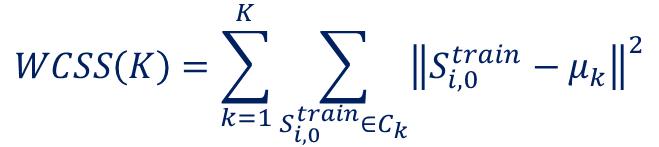 $WCSS(K) = \sum_{k=1}^{K} \sum_{S_{i,0}^{train} \in C_k} \left\| S_{i,0}^{train} - \mu_k \right\|^2$